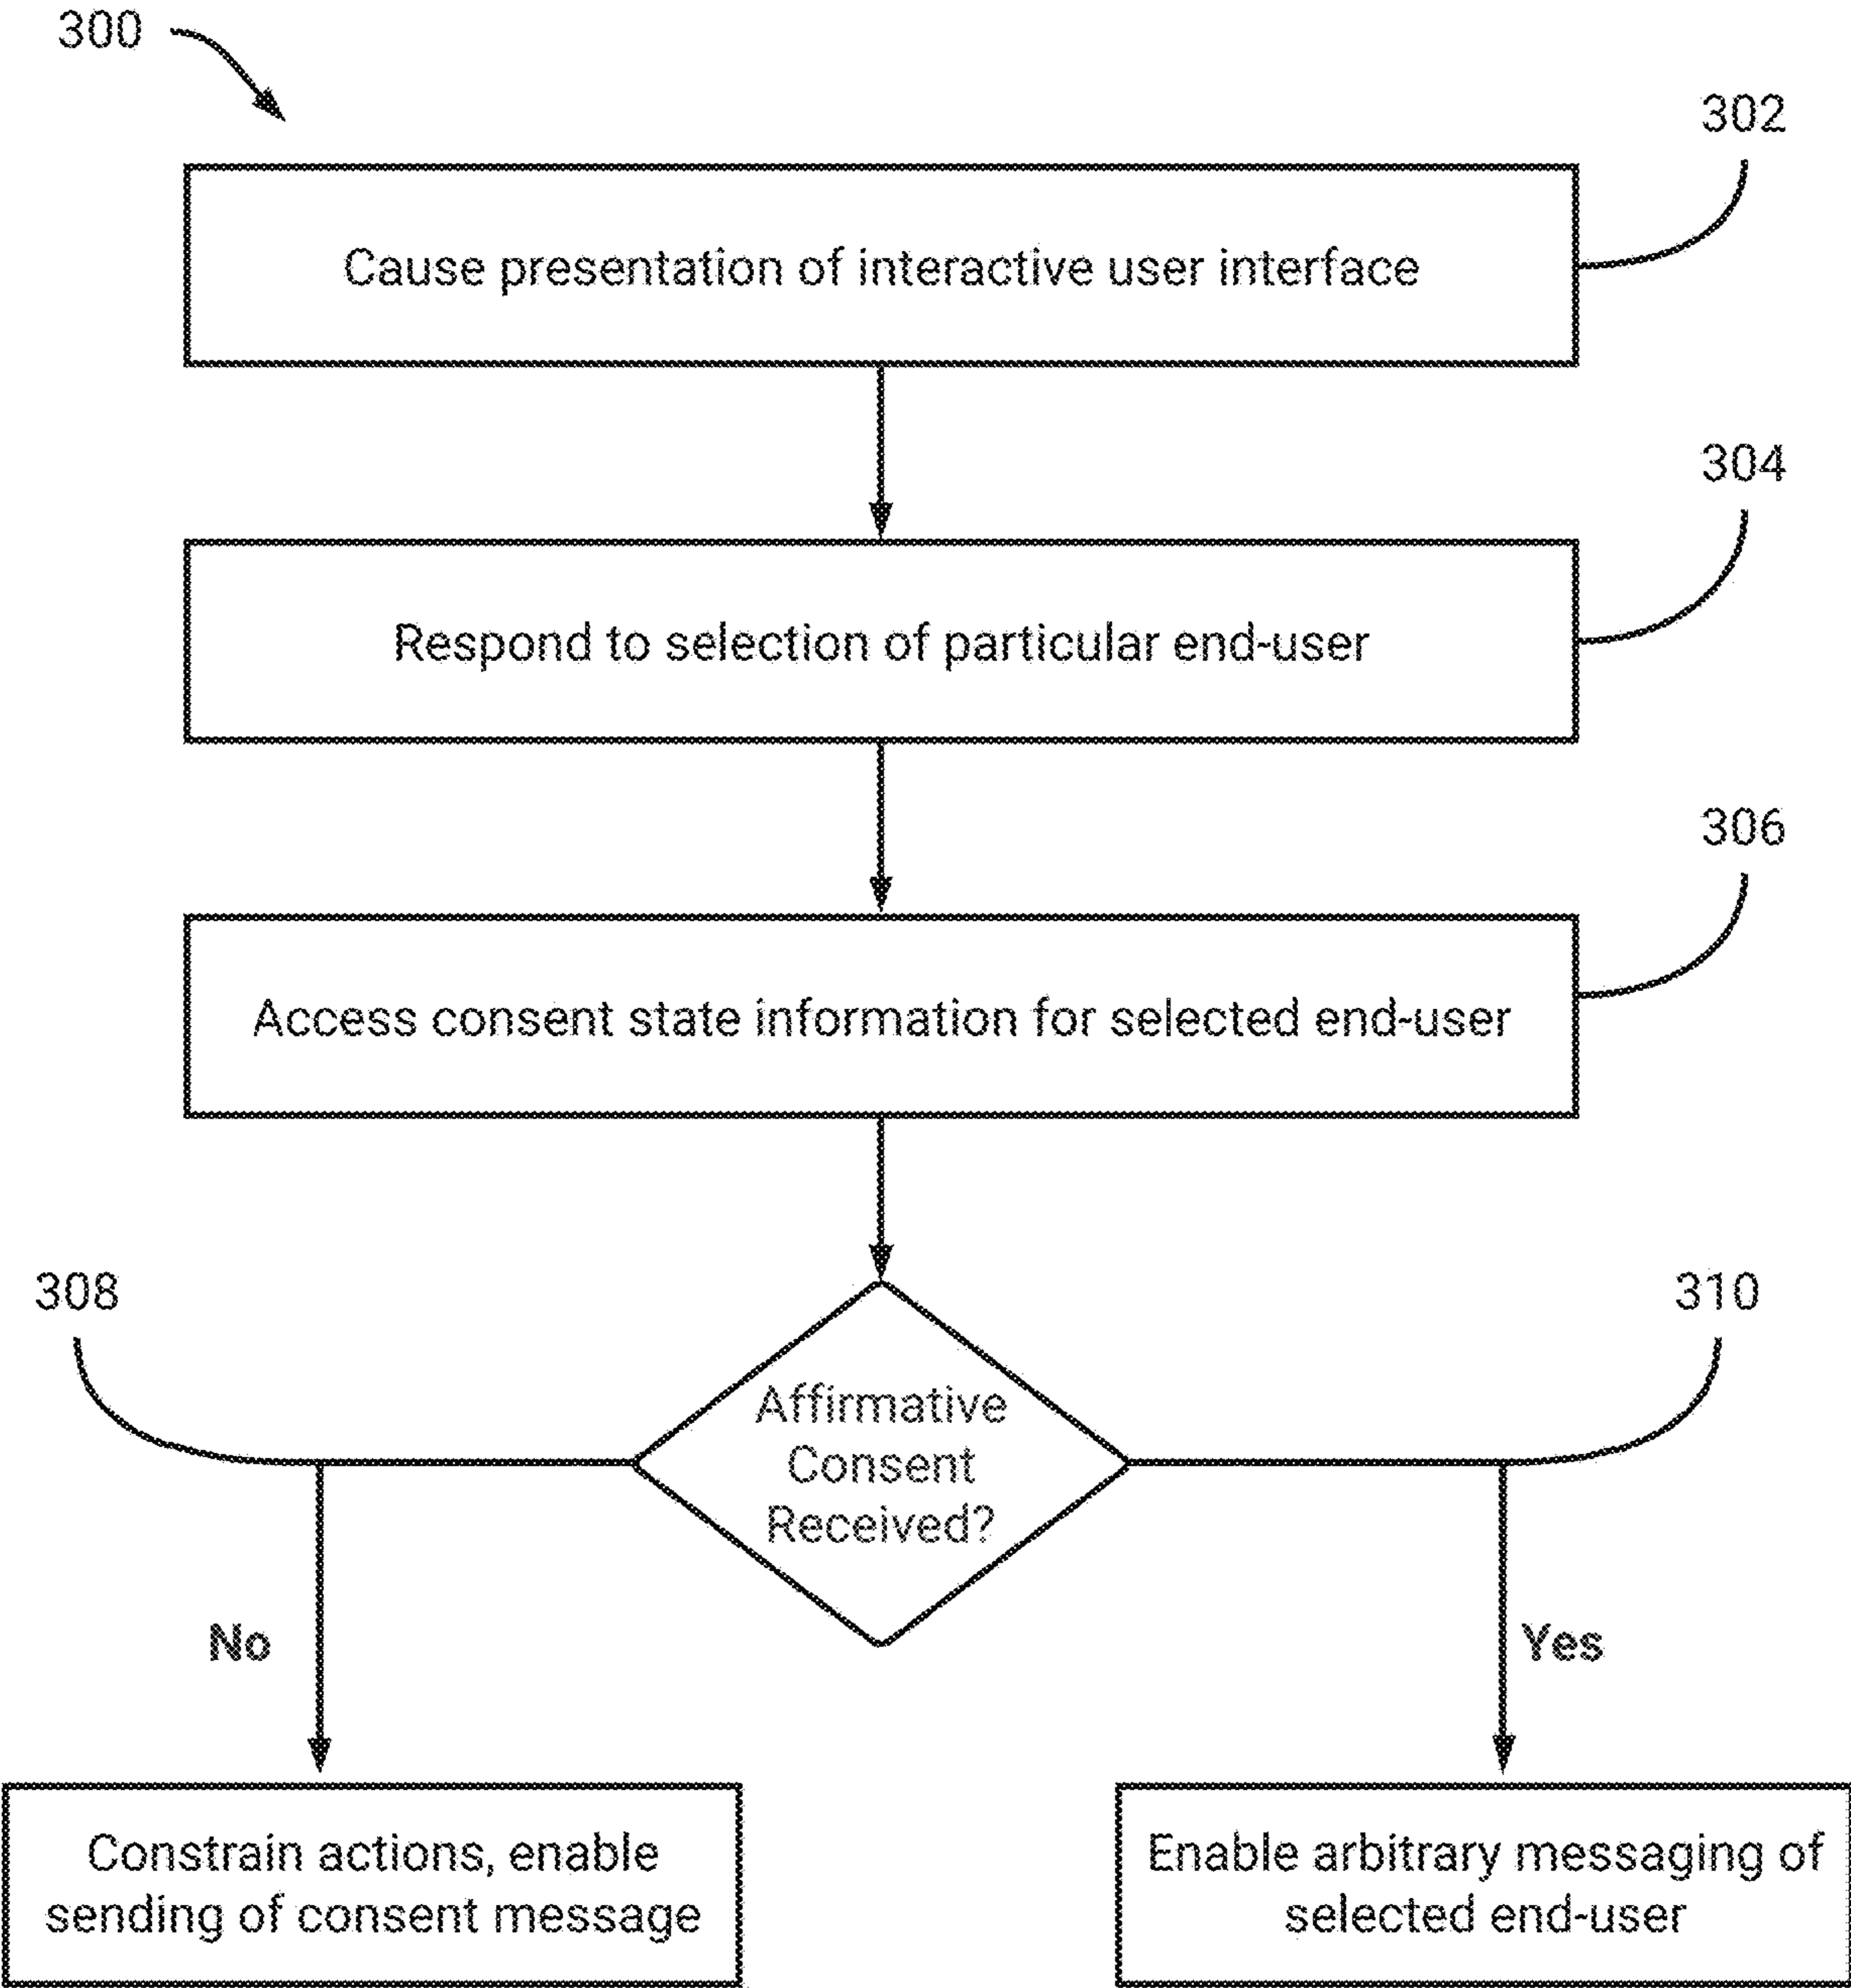 300
302
Cause presentation of interactive user interface
304
Respond to selection of particular end-user
306
Access consent state information for selected end-user
308
310
Affirmative
Consent
Received?
No
Yes
Constrain actions, enable
sending of consent message
Enable arbitrary messaging of
selected end-user